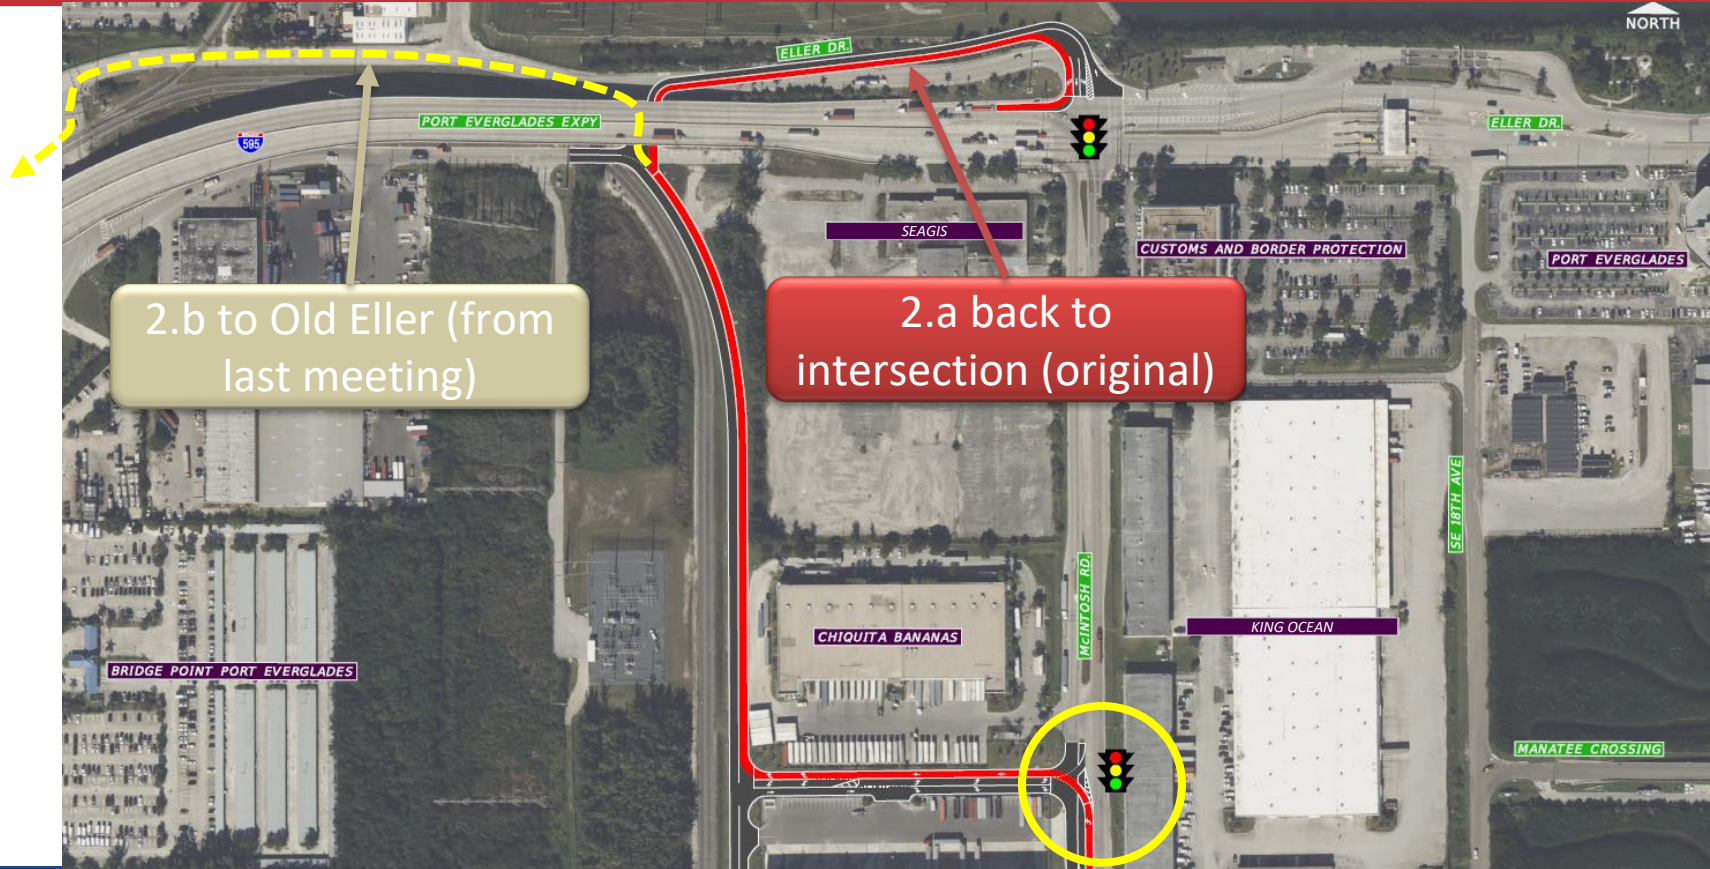 NORTH
ELLER DR.
PORT EVERGLADES EXPY
595
ELLER DR.
SEAGIS
CUSTOMS AND BORDER PROTECTION
PORT EVERGLADES
2.b to Old Eller (from
last meeting)
2.a back to
intersection (original)
SE 18TH AVE
McINTOSH RD.
CHIQUITA BANANAS
KING OCEAN
BRIDGE POINT PORT EVERGLADES
MANATEE CROSSING